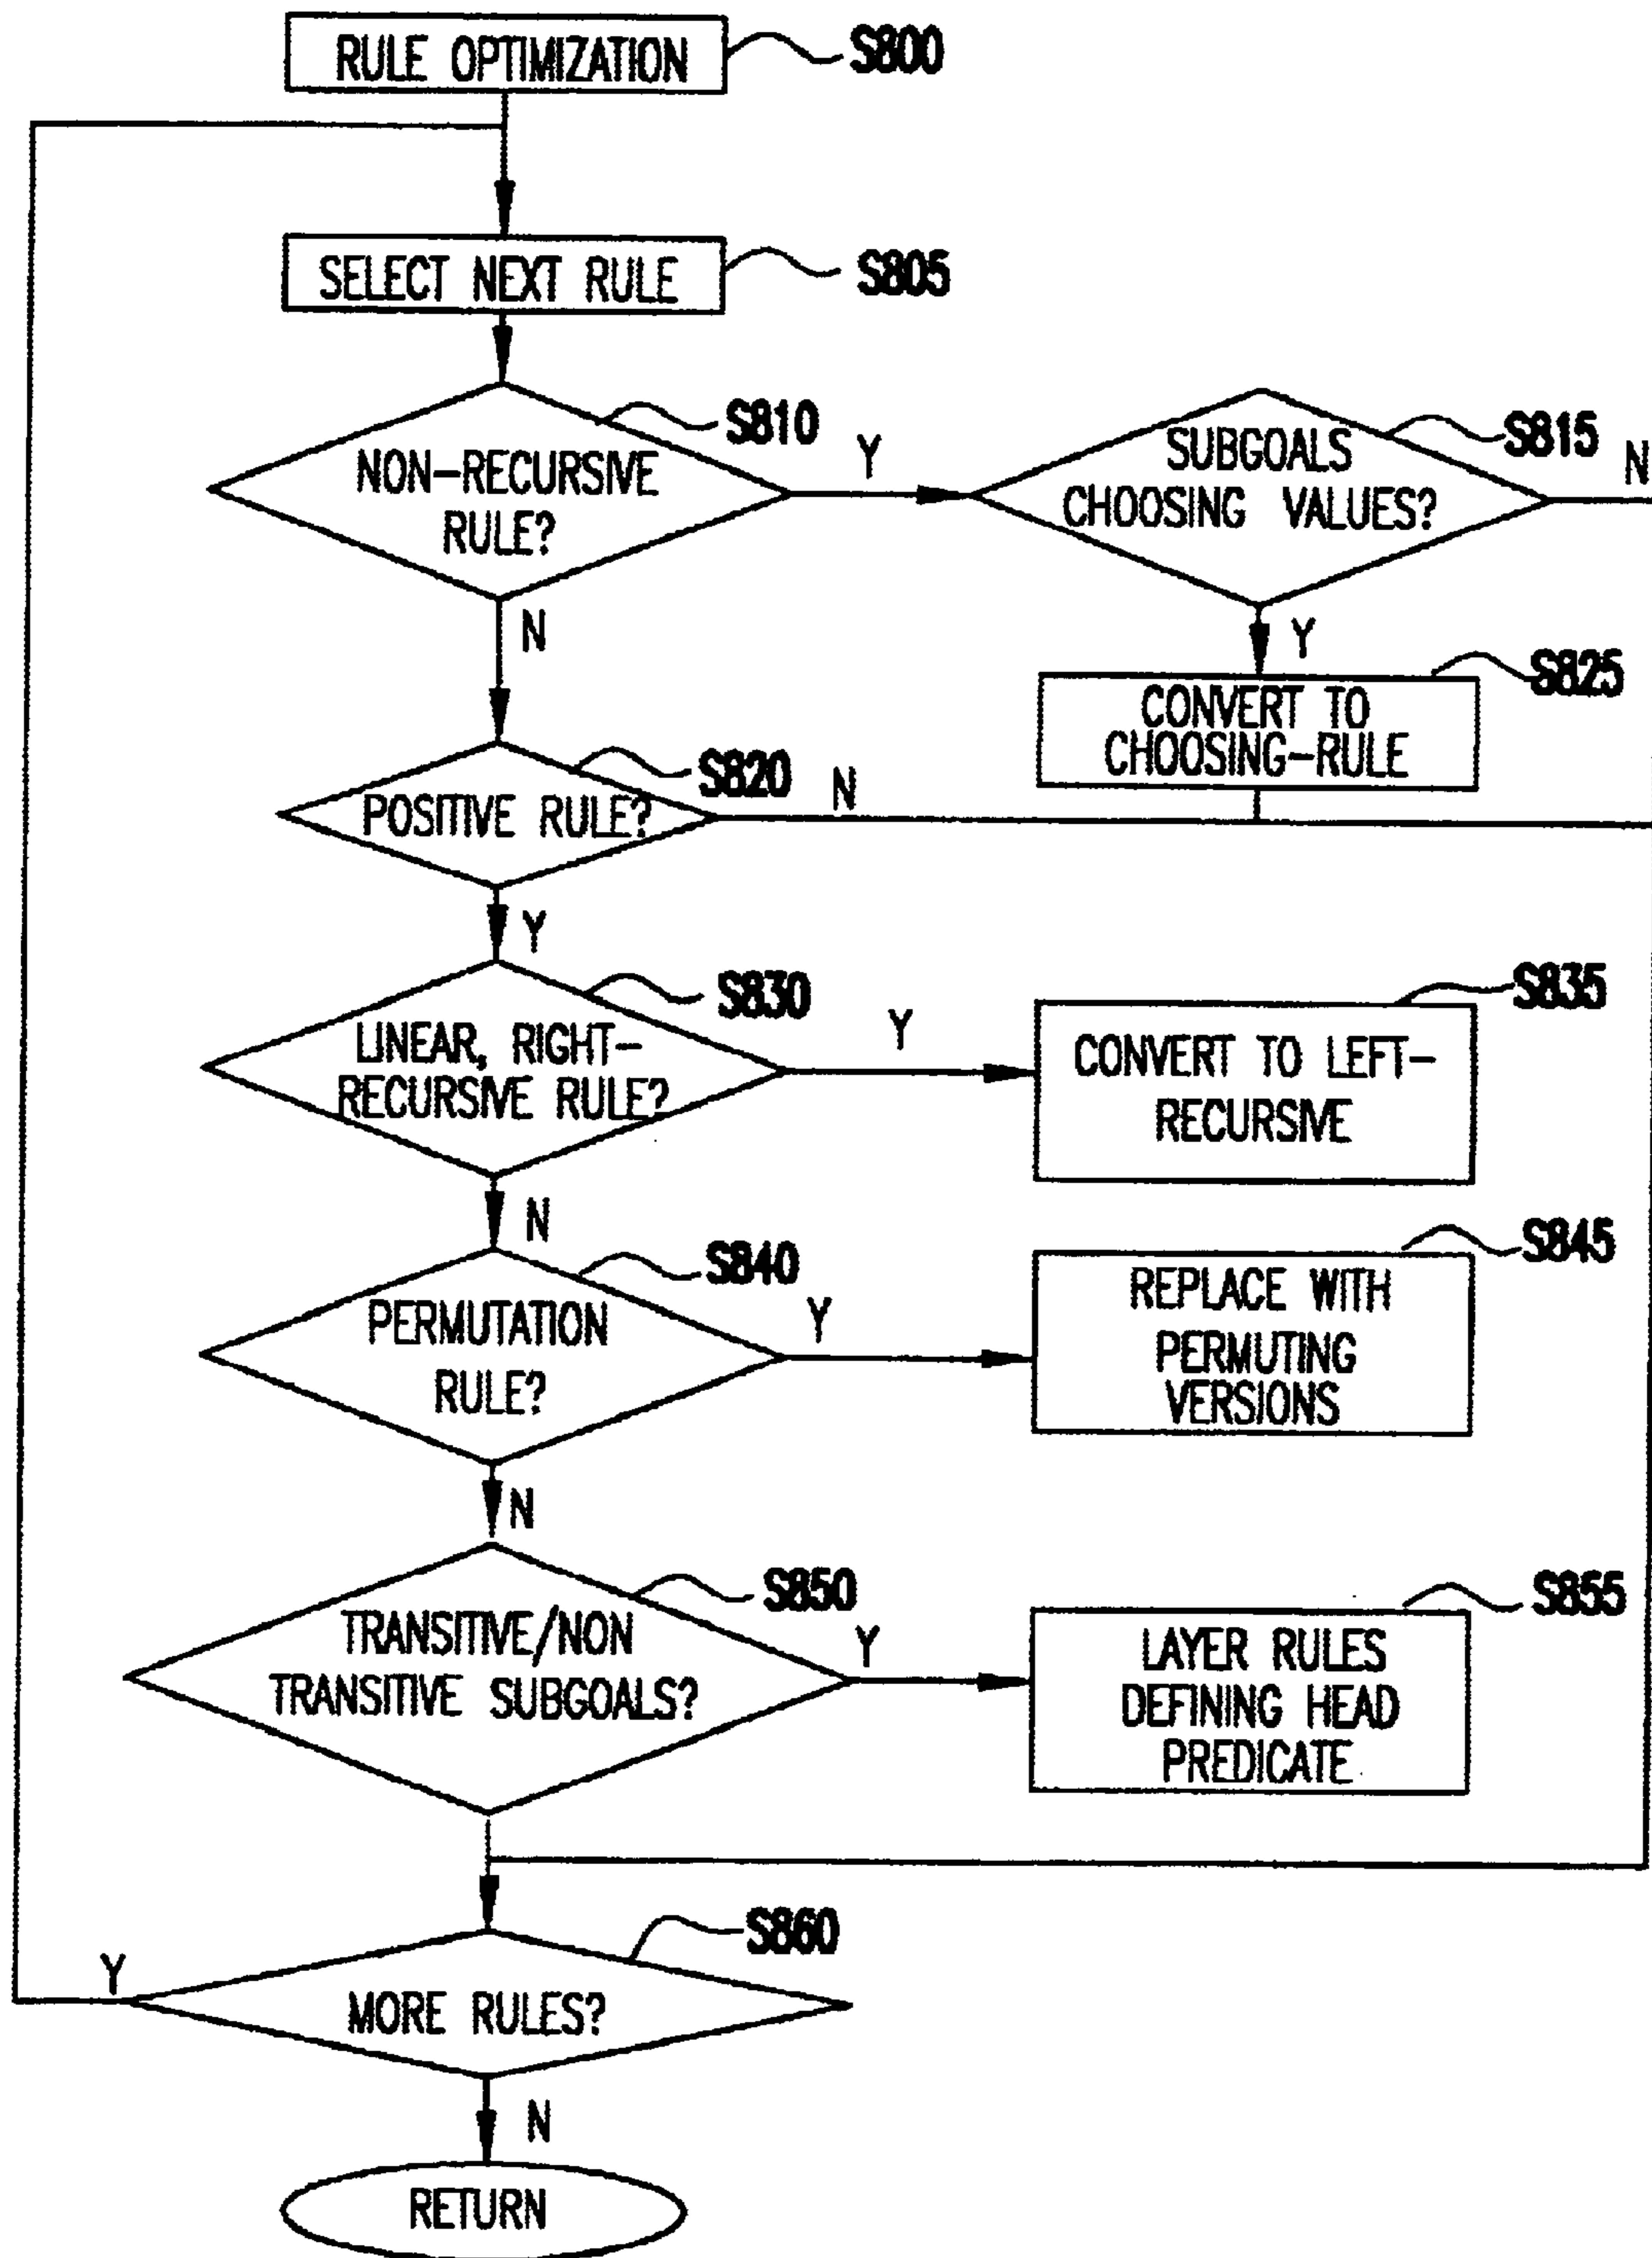 RULE OPTIMIZATION
S800
SELECT NEXT RULE
S805
S810
NON-RECURSIVE
RULE?
Y
N
S815
SUBGOALS
CHOOSING VALUES?
N
Y
S825
CONVERT TO
CHOOSING-RULE
S820
POSITIVE RULE?
N
Y
S830
LINEAR, RIGHT-
RECURSIVE RULE?
Y
N
S835
CONVERT TO LEFT-
RECURSIVE
S840
PERMUTATION
RULE?
Y
N
S845
REPLACE WITH
PERMUTING
VERSIONS
S850
TRANSITIVE/NON
TRANSITIVE SUBGOALS?
Y
S855
LAYER RULES
DEFINING HEAD
PREDICATE
S860
MORE RULES?
Y
N
RETURN